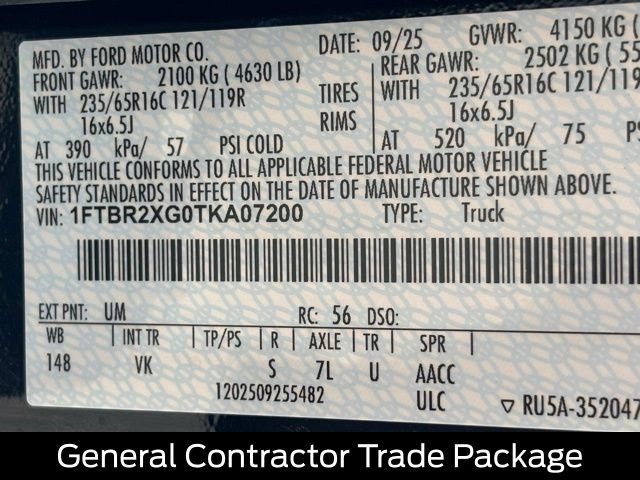 MFD. BY FORD MOTOR CO. DATE: 09/25 GVWR: 4150 KG (
FRONT GAWR: 2100 KG ( 4630 LB) REAR GAWR: 2502 KG ( 55
WITH 235/65R16C 121/119R TIRES WITH 235/65R16C 121/119
16x6.5J RIMS 16x6.5J
AT 390 kPa/ 57 PSI COLD AT 520 kPa/ 75 PS
THIS VEHICLE CONFORMS TO ALL APPLICABLE FEDERAL MOTOR VEHICLE
SAFETY STANDARDS IN EFFECT ON THE DATE OF MANUFACTURE SHOWN ABOVE.
VIN: 1FTBR2XG0TKA07200 TYPE: Truck
EXT PNT: UM RC: 56 DSO:
WB INT TR TP/PS R AXLE TR SPR
148 VK S 7L U AACC
1202509255482 ULC ▽ RU5A-352047
General Contractor Trade Package